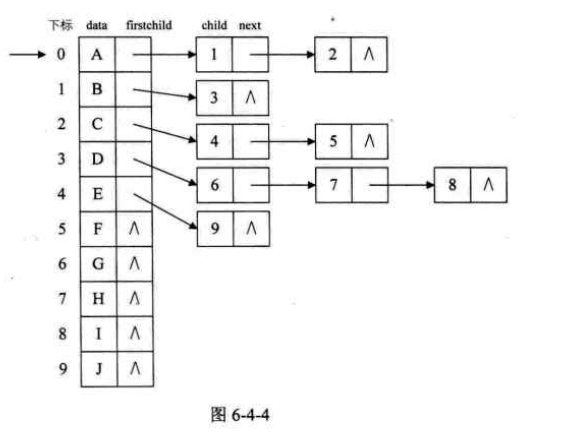 下标 data firstchild child next
0 A 1 2 Λ
1 B 3 Λ
2 C 4 5 Λ
3 D 6 7 8 Λ
4 E 9 Λ
5 F Λ
6 G Λ
7 H Λ
8 I Λ
9 J Λ
图 6-4-4